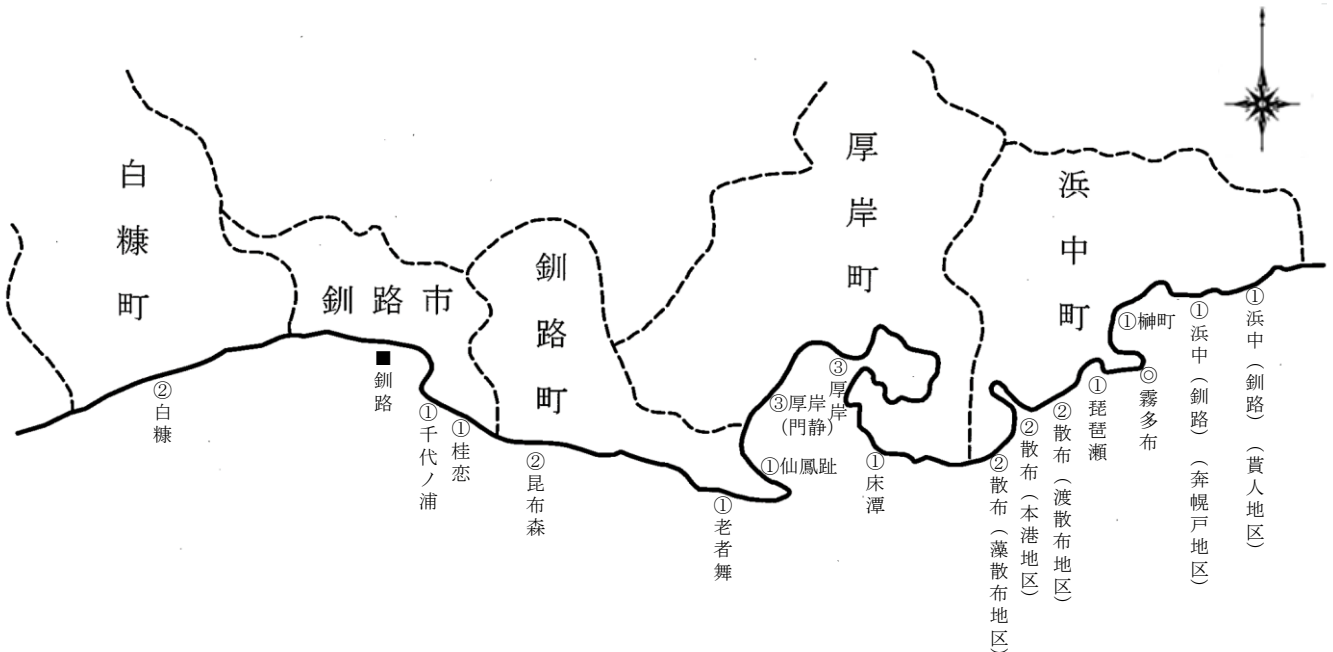 白糠町
釧路市
釧路町
厚岸町
浜中町
②白糠
■釧路
①千代ノ浦
①桂恋
②昆布森
①老者舞
①仙鳳趾
③厚岸
(門静)
③厚岸
①床潭
②散布(藻散布地区)
②散布(本港地区)
②散布(渡散布地区)
①琵琶瀬
◎霧多布
①榊町
①浜中(釧路)(奔幌戸地区)
①浜中(釧路)(貰人地区)